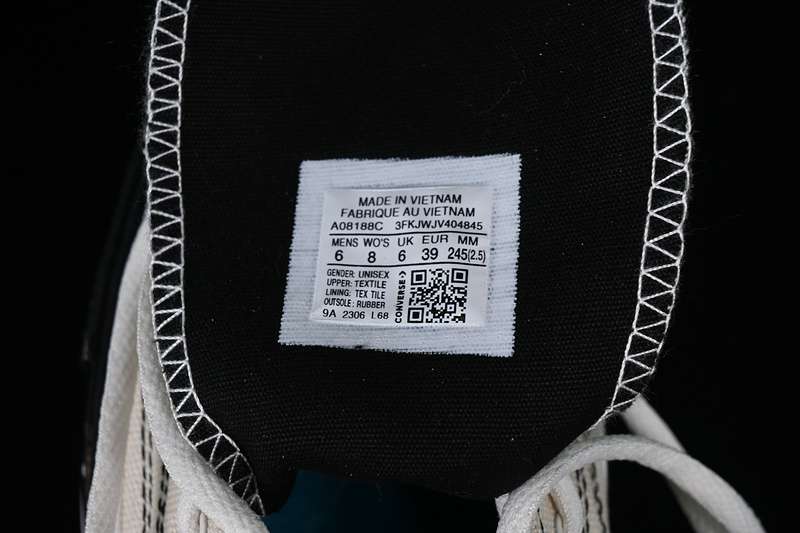 MADE IN VIETNAM
FABRIQUE AU VIETNAM
A08188C 3FKJWJV404845
MENS WO'S UK EUR MM
6 8 6 39 245(2.5)
GENDER: UNISEX
UPPER: TEXTILE
LINING: TEX TILE
OUTSOLE: RUBBER
9A 2306 L68
CONVERSE